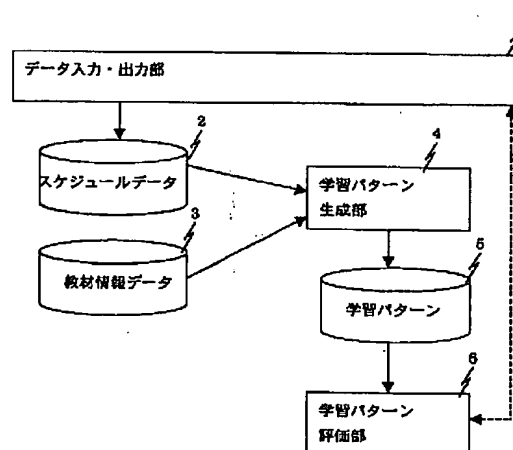 データ入力・出力部
2
4
スケジュールデータ
学習パターン
生成部
3
5
教材情報データ
学習パターン
6
学習パターン
評価部